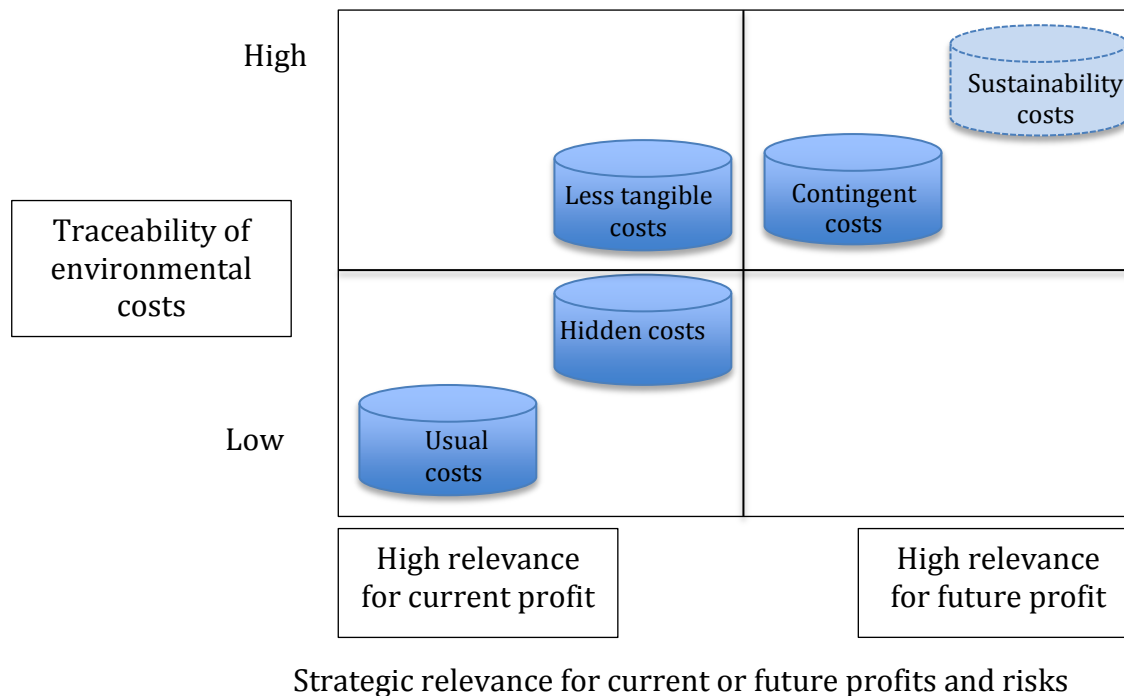 High
Sustainability
costs
Less tangible
costs
Contingent
costs
Traceability of
environmental
costs
Hidden costs
Low
Usual
costs
High relevance
for current profit
High relevance
for future profit
Strategic relevance for current or future profits and risks